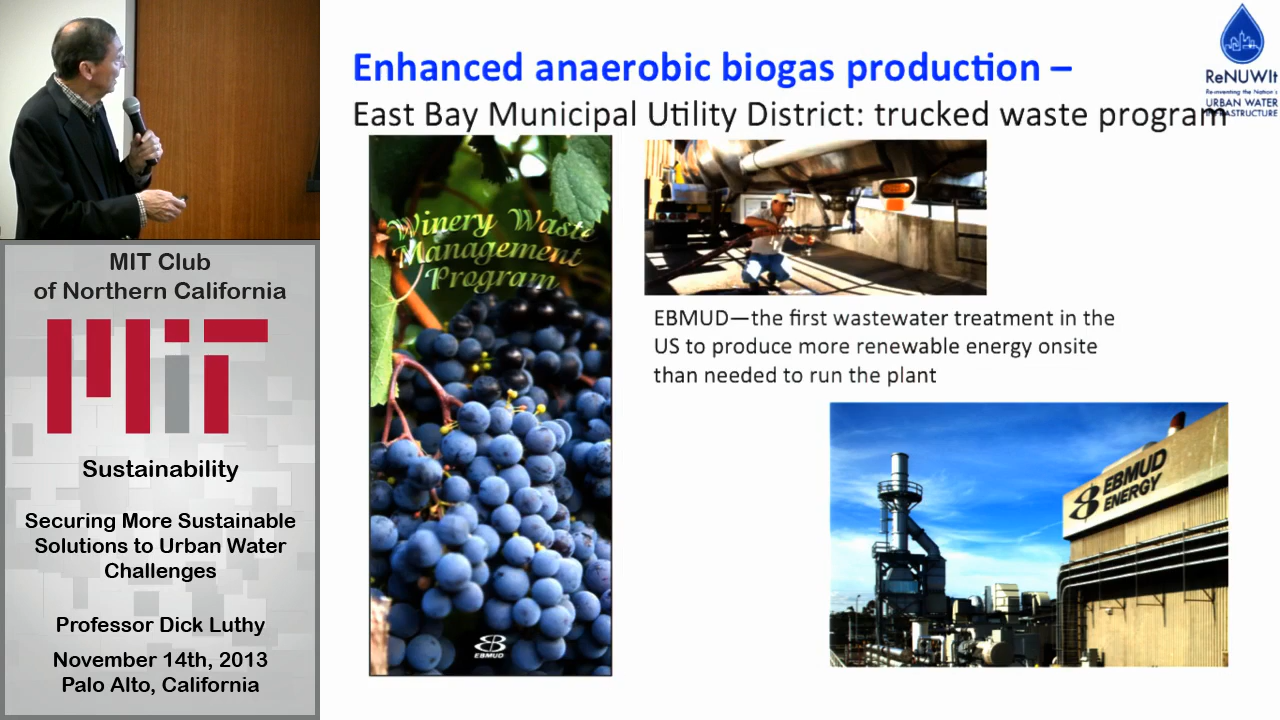 MIT Club
of Northern California
MIT
Sustainability
Securing More Sustainable
Solutions to Urban Water
Challenges
Professor Dick Luthy
November 14th, 2013
Palo Alto, California
Enhanced anaerobic biogas production –
East Bay Municipal Utility District: trucked waste program
ReNUWIt
Re-inventing the Nation's
URBAN WATER
INFRASTRUCTURE
Winery Waste
Management
Program
EBMUD
EBMUD—the first wastewater treatment in the
US to produce more renewable energy onsite
than needed to run the plant
EBMUD
ENERGY